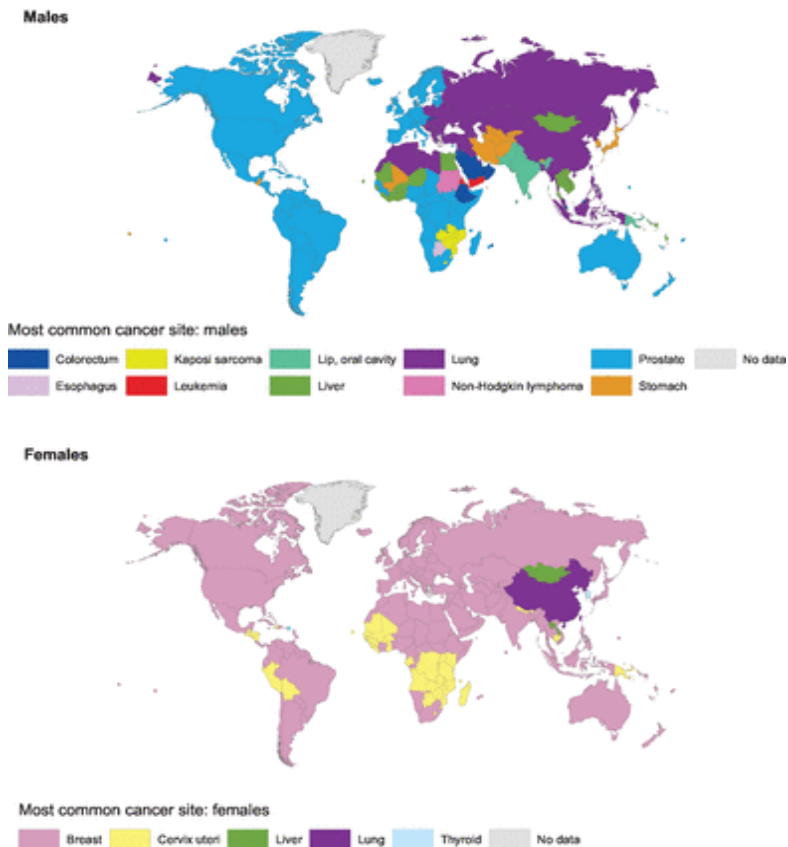 Males
Most common cancer site: males
Colorectum Kaposi sarcoma Lip, oral cavity Lung Prostate No data
Esophagus Leukemia Liver Non-Hodgkin lymphoma Stomach
Females
Most common cancer site: females
Breast Cervix uteri Liver Lung Thyroid No data